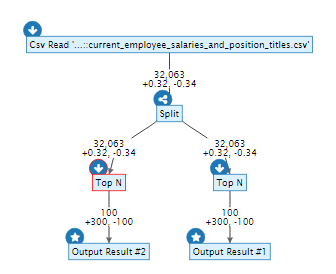 Csv Read '...::current_employee_salaries_and_position_titles.csv'
32,063
+0.32, -0.34
Split
32,063
+0.32, -0.34
32,063
+0.32, -0.34
Top N
Top N
100
+300, -100
100
+300, -100
Output Result #2
Output Result #1